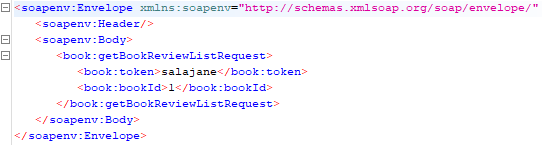 <soapenv:Envelope xmlns:soapenv="http://schemas.xmlsoap.org/soap/envelope/"
<soapenv:Header/>
<soapenv:Body>
<book:getBookReviewListRequest>
<book:token>salajane</book:token>
<book:bookId>1</book:bookId>
</book:getBookReviewListRequest>
</soapenv:Body>
</soapenv:Envelope>